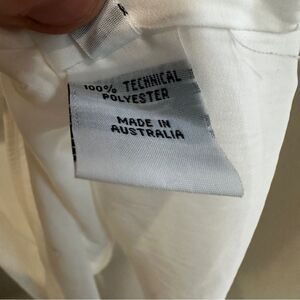 100% TECHNICAL
POLYESTER
MADE IN
AUSTRALIA